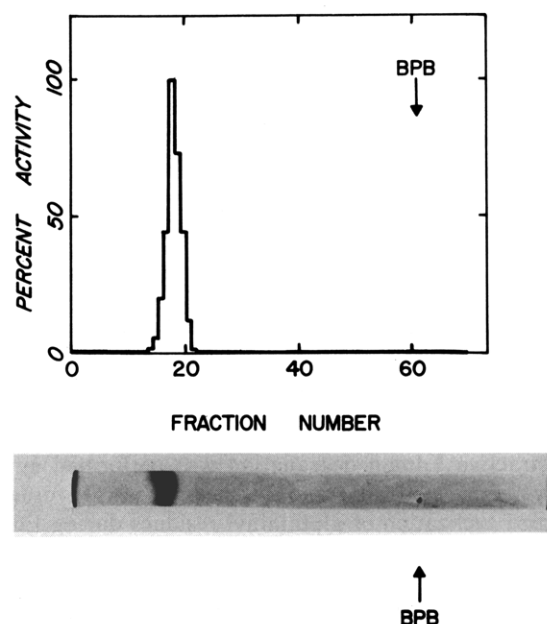 BPB
PERCENT ACTIVITY
100
50
0
0 20 40 60
FRACTION NUMBER
BPB